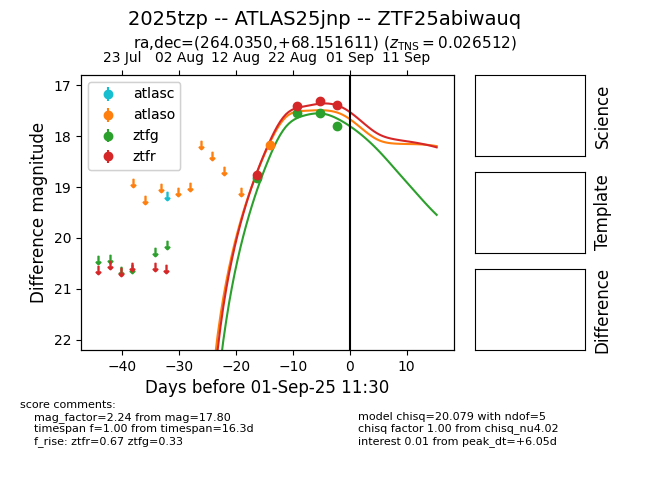 2025tzp -- ATLAS25jnp -- ZTF25abiwauq
ra,dec=(264.0350,+68.151611) (zTNS = 0.026512)
23 Jul 02 Aug 12 Aug 22 Aug 01 Sep 11 Sep
atlasc
atlaso
ztfg
ztfr
17
18
19
20
21
22
Difference magnitude
−40 −30 −20 −10 0 10
Days before 01-Sep-25 11:30
Science
Template
Difference
score comments:
mag_factor=2.24 from mag=17.80
timespan f=1.00 from timespan=16.3d
f_rise: ztfr=0.67 ztfg=0.33
model chisq=20.079 with ndof=5
chisq factor 1.00 from chisq_nu4.02
interest 0.01 from peak_dt=+6.05d